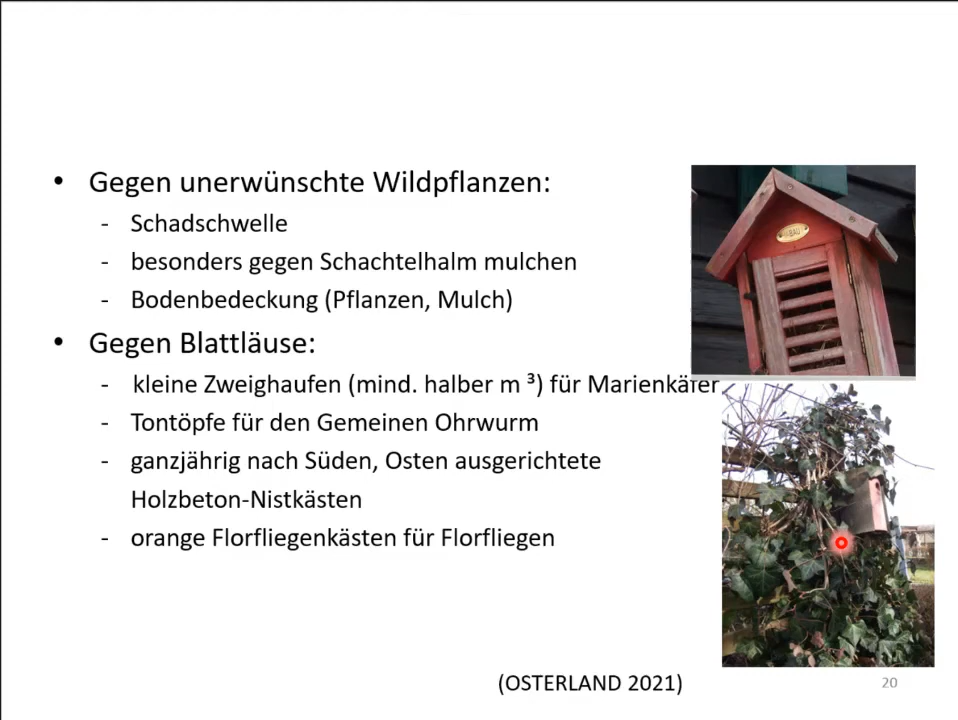 • Gegen unerwünschte Wildpflanzen:
- Schadschwelle
- besonders gegen Schachtelhalm mulchen
- Bodenbedeckung (Pflanzen, Mulch)
• Gegen Blattläuse:
- kleine Zweighaufen (mind. halber m ³) für Marienkäfer
- Tontöpfe für den Gemeinen Ohrwurm
- ganzjährig nach Süden, Osten ausgerichtete
Holzbeton-Nistkästen
- orange Florfliegenkästen für Florfliegen
(OSTERLAND 2021)
20